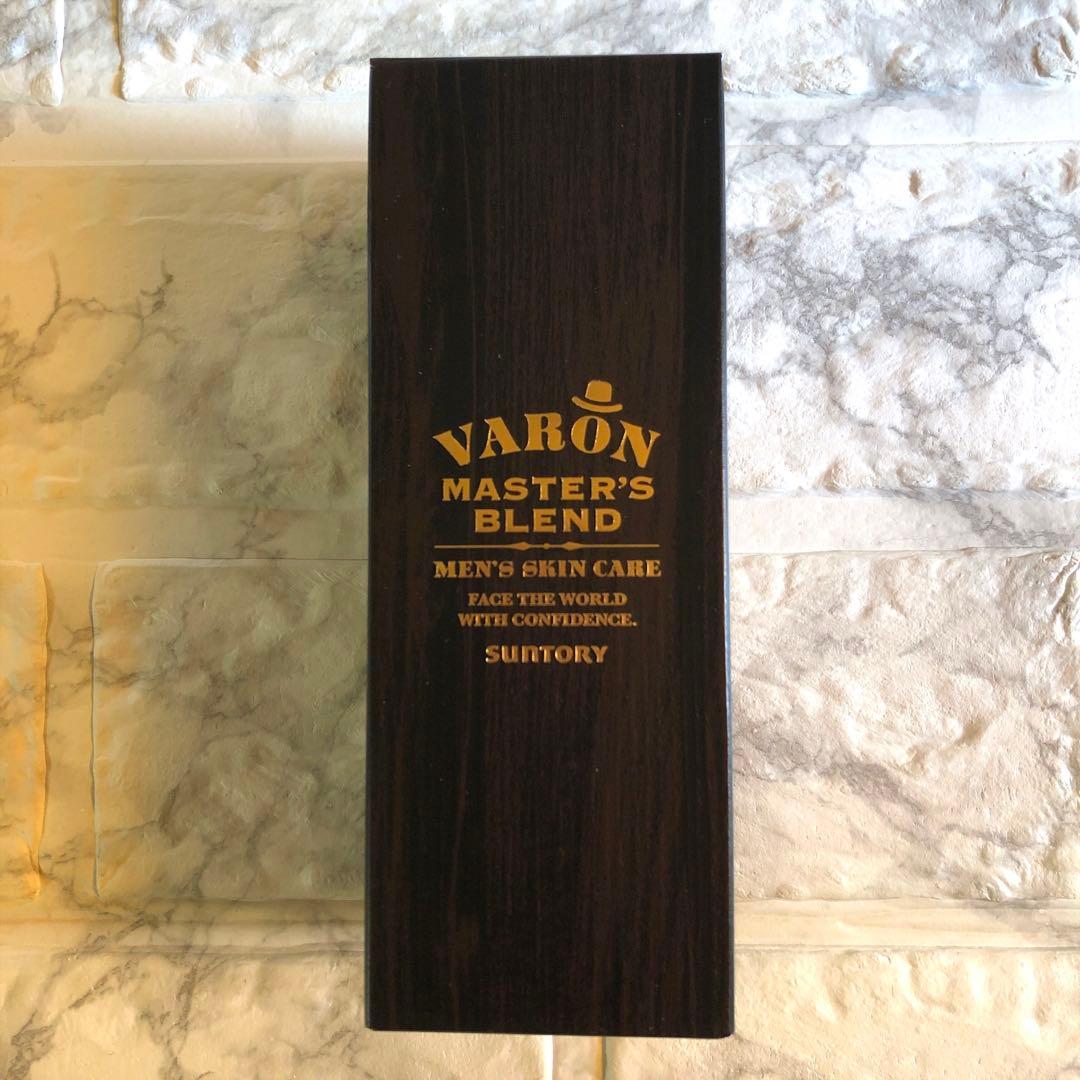 VARON
MASTER'S
BLEND
MEN'S SKIN CARE
FACE THE WORLD
WITH CONFIDENCE.
SUNTORY